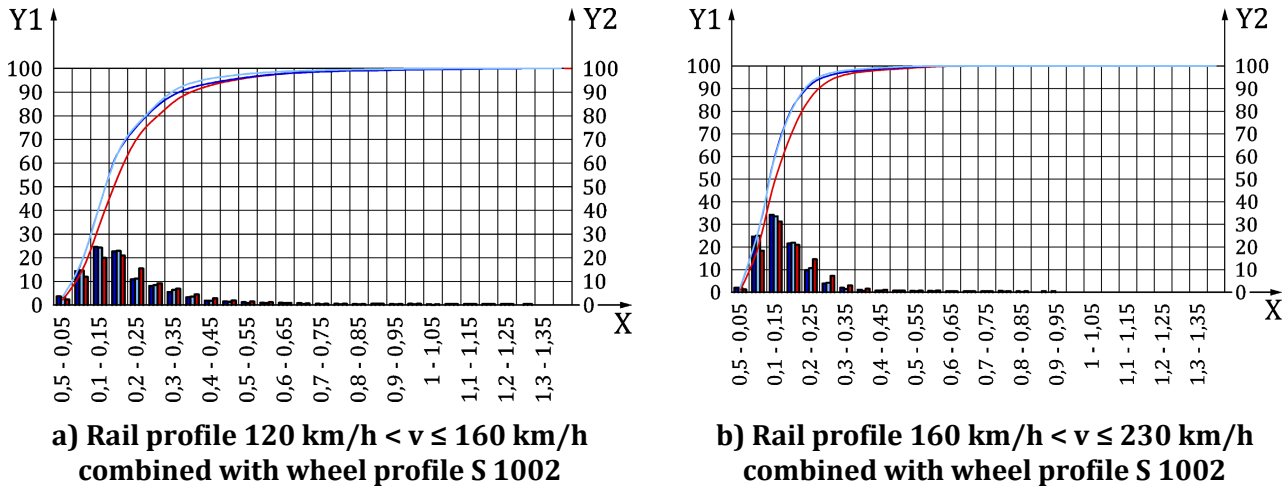 Y1 Y2
100 100
90 90
80 80
70 70
60 60
50 50
40 40
30 30
20 20
10 10
0 0
X
0,5 - 0,05
0,1 - 0,15
0,2 - 0,25
0,3 - 0,35
0,4 - 0,45
0,5 - 0,55
0,6 - 0,65
0,7 - 0,75
0,8 - 0,85
0,9 - 0,95
1 - 1,05
1,1 - 1,15
1,2 - 1,25
1,3 - 1,35
a) Rail profile 120 km/h < v ≤ 160 km/h
combined with wheel profile S 1002
Y1 Y2
100 100
90 90
80 80
70 70
60 60
50 50
40 40
30 30
20 20
10 10
0 0
X
0,5 - 0,05
0,1 - 0,15
0,2 - 0,25
0,3 - 0,35
0,4 - 0,45
0,5 - 0,55
0,6 - 0,65
0,7 - 0,75
0,8 - 0,85
0,9 - 0,95
1 - 1,05
1,1 - 1,15
1,2 - 1,25
1,3 - 1,35
b) Rail profile 160 km/h < v ≤ 230 km/h
combined with wheel profile S 1002